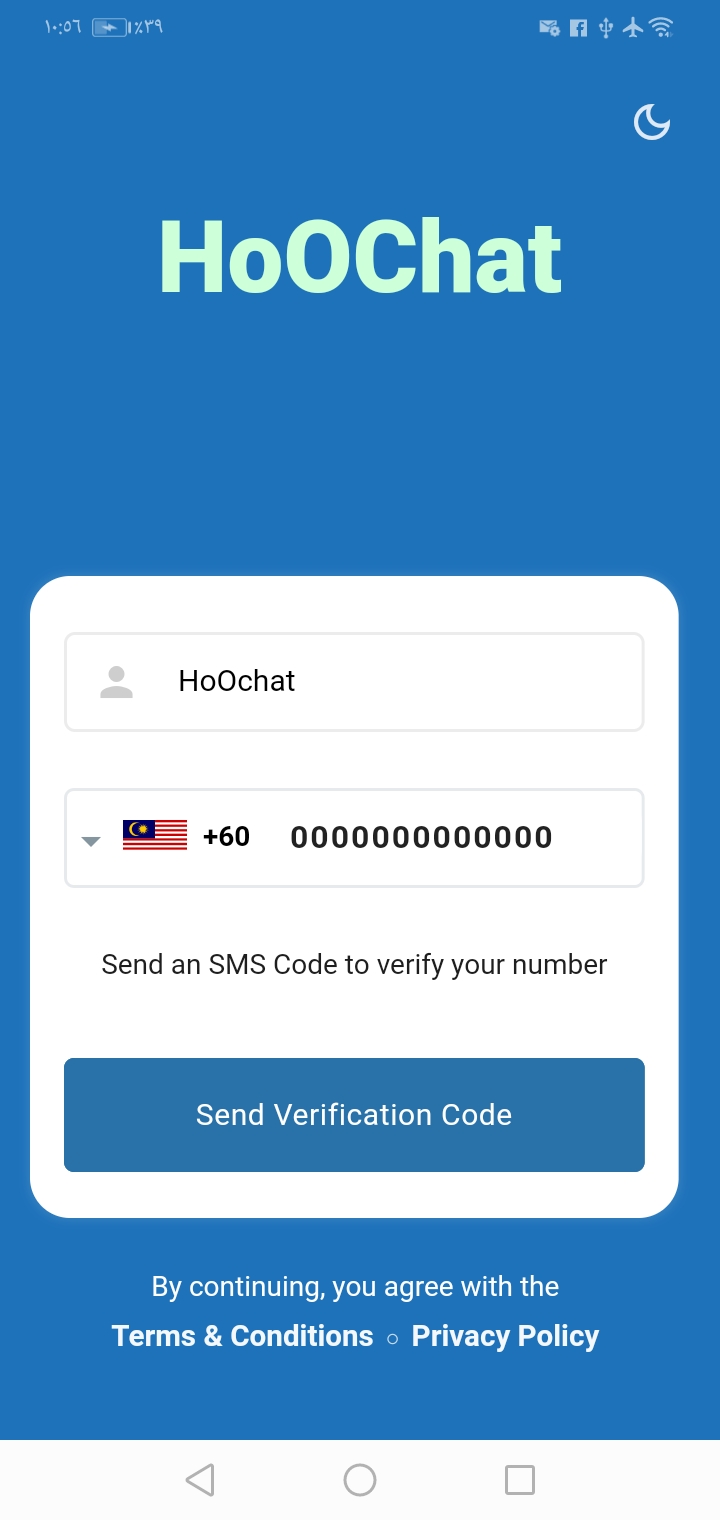 ١٠:٥٦ ٪٣٩
HoOChat
HoOchat
+60 0000000000000
Send an SMS Code to verify your number
Send Verification Code
By continuing, you agree with the
Terms & Conditions ○ Privacy Policy